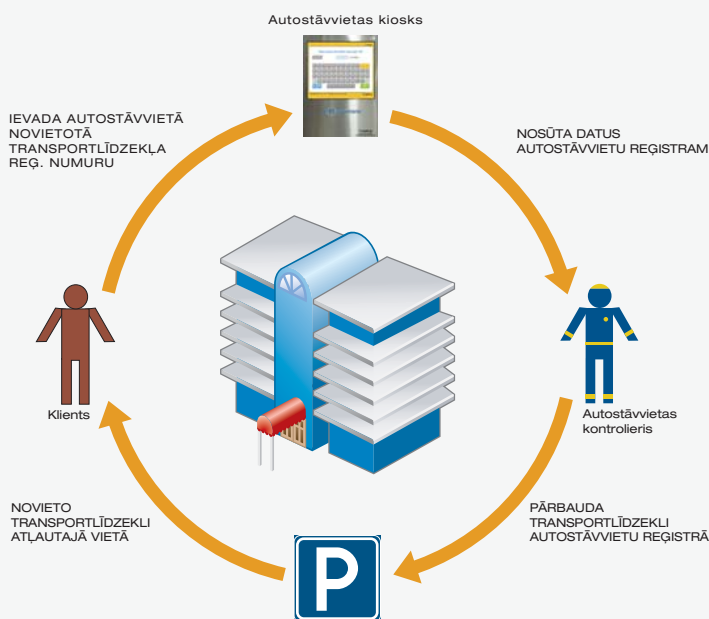 Autostāvvietas kiosks
IEVADA AUTOSTĀVVIETĀ
NOVIETOTĀ
TRANSPORTLĪDZEKĻA
REĢ. NUMURU
NOSŪTA DATUS
AUTOSTĀVVIETU REĢISTRAM
Klients
Autostāvvietas
kontrolieris
NOVIETO
TRANSPORTLĪDZEKLI
ATĻAUTAJĀ VIETĀ
PĀRBAUDA
TRANSPORTLĪDZEKLI
AUTOSTĀVVIETU REĢISTRĀ
P